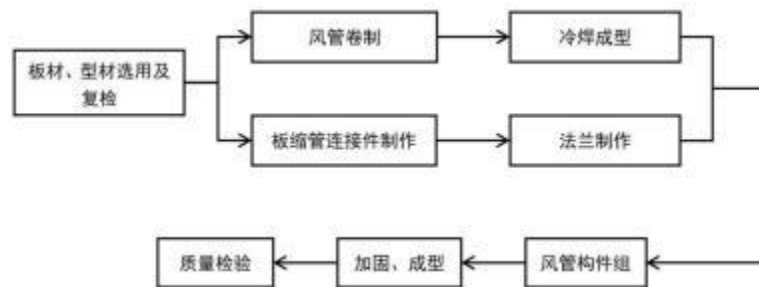 风管卷制
冷焊成型
板材、型材选用及
复检
板缩管连接件制作
法兰制作
质量检验
加固、成型
风管构件组